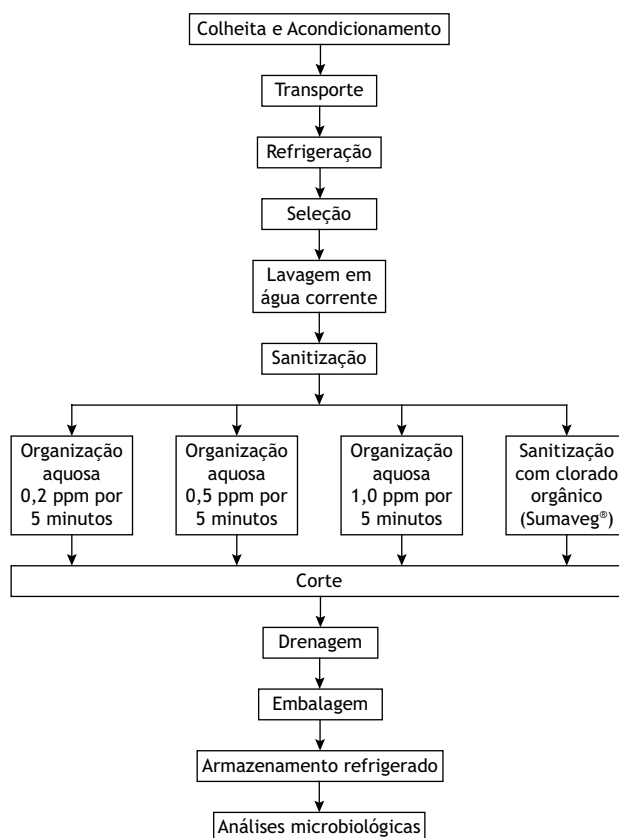 Colheita e Acondicionamento
Transporte
Refrigeração
Seleção
Lavagem em
água corrente
Sanitização
Organização
aquosa
0,2 ppm por
5 minutos
Organização
aquosa
0,5 ppm por
5 minutos
Organização
aquosa
1,0 ppm por
5 minutos
Sanitização
com clorado
orgânico
(Sumaveg®)
Corte
Drenagem
Embalagem
Armazenamento refrigerado
Análises microbiológicas